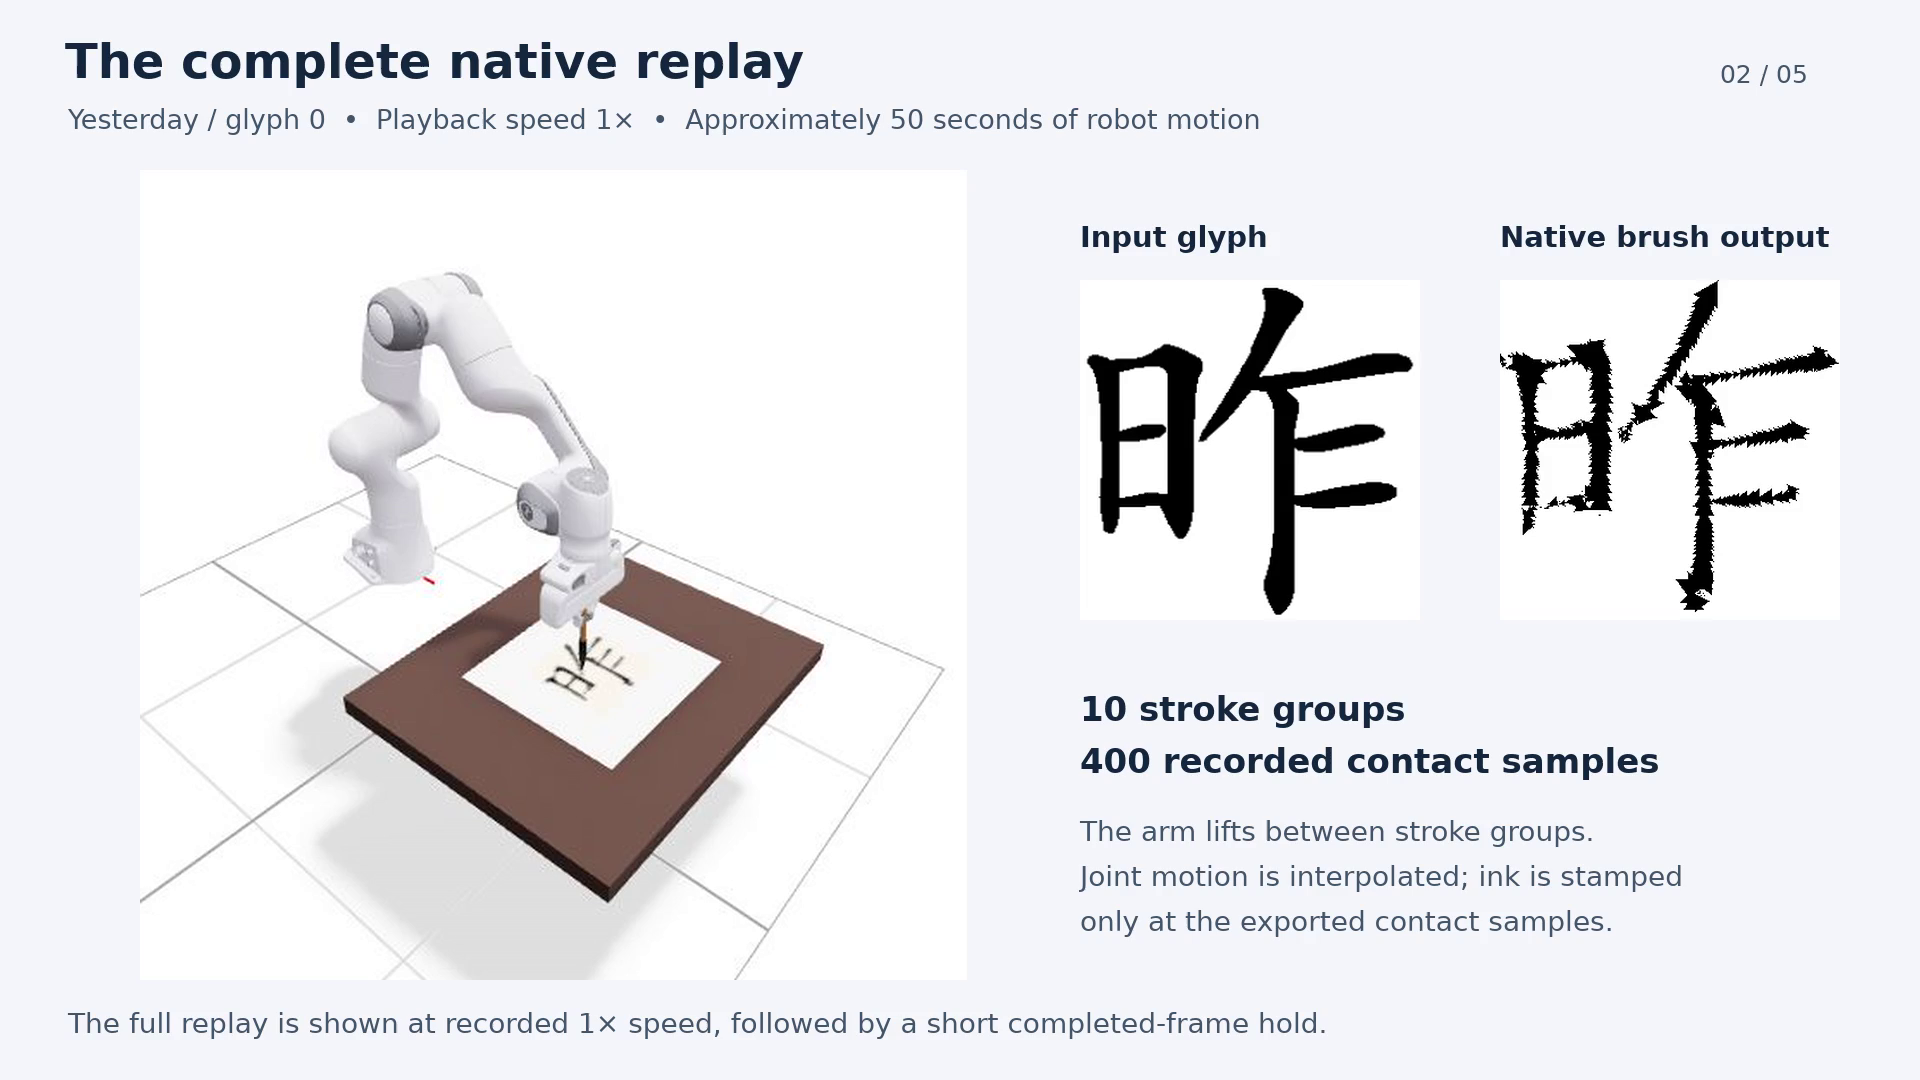 The complete native replay
02 / 05
Yesterday / glyph 0 • Playback speed 1× • Approximately 50 seconds of robot motion
Input glyph
Native brush output
昨
昨
昨
10 stroke groups
400 recorded contact samples
The arm lifts between stroke groups.
Joint motion is interpolated; ink is stamped
only at the exported contact samples.
The full replay is shown at recorded 1× speed, followed by a short completed-frame hold.